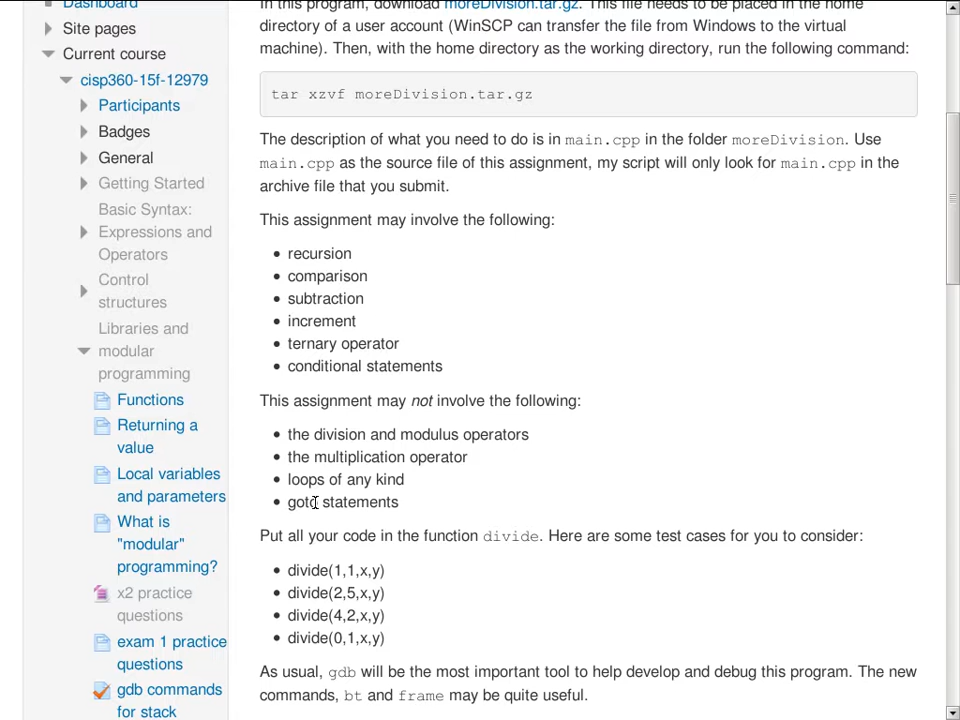 Dashboard
Site pages
Current course
cisp360-15f-12979
Participants
Badges
General
Getting Started
Basic Syntax:
Expressions and
Operators
Control
structures
Libraries and
modular
programming
Functions
Returning a
value
Local variables
and parameters
What is
"modular"
programming?
x2 practice
questions
exam 1 practice
questions
gdb commands
for stack
In this program, download moreDivision.tar.gz. This file needs to be placed in the home
directory of a user account (WinSCP can transfer the file from Windows to the virtual
machine). Then, with the home directory as the working directory, run the following command:
tar xzvf moreDivision.tar.gz
The description of what you need to do is in main.cpp in the folder moreDivision. Use
main.cpp as the source file of this assignment, my script will only look for main.cpp in the
archive file that you submit.
This assignment may involve the following:
recursion
comparison
subtraction
increment
ternary operator
conditional statements
This assignment may not involve the following:
the division and modulus operators
the multiplication operator
loops of any kind
goto statements
Put all your code in the function divide. Here are some test cases for you to consider:
divide(1,1,x,y)
divide(2,5,x,y)
divide(4,2,x,y)
divide(0,1,x,y)
As usual, gdb will be the most important tool to help develop and debug this program. The new
commands, bt and frame may be quite useful.